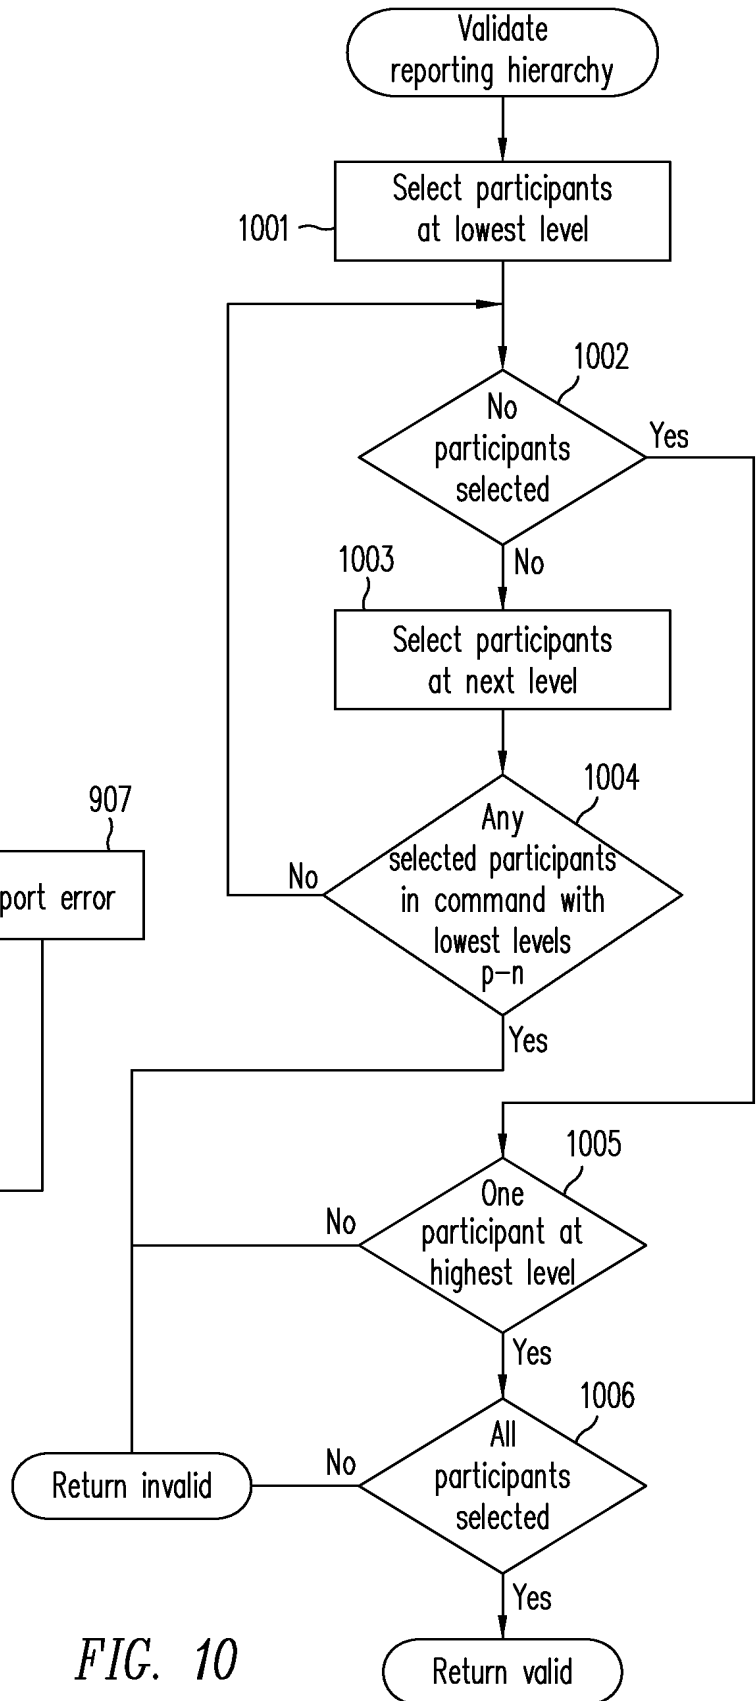 Validate
reporting hierarchy
Select participants
at lowest level
1001
1002
No
participants
selected
Yes
No
1003
Select participants
at next level
1004
Any
selected participants
in command with
lowest levels
p-n
No
Yes
907
port error
1005
One
participant at
highest level
No
Yes
1006
All
participants
selected
No
Return invalid
Yes
Return valid
FIG. 10